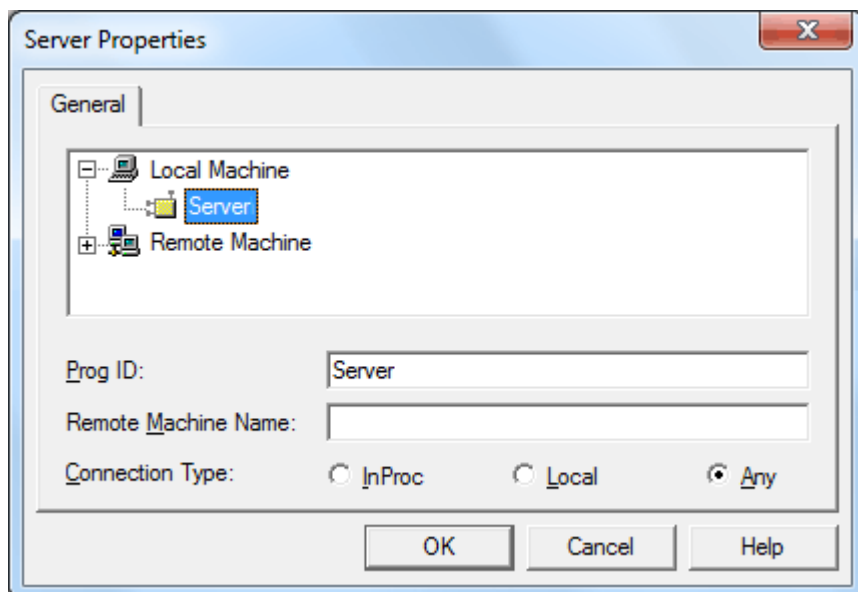 Server Properties
General
Local Machine
Server
Remote Machine
Prog ID: Server
Remote Machine Name:
Connection Type: InProc Local Any
OK Cancel Help